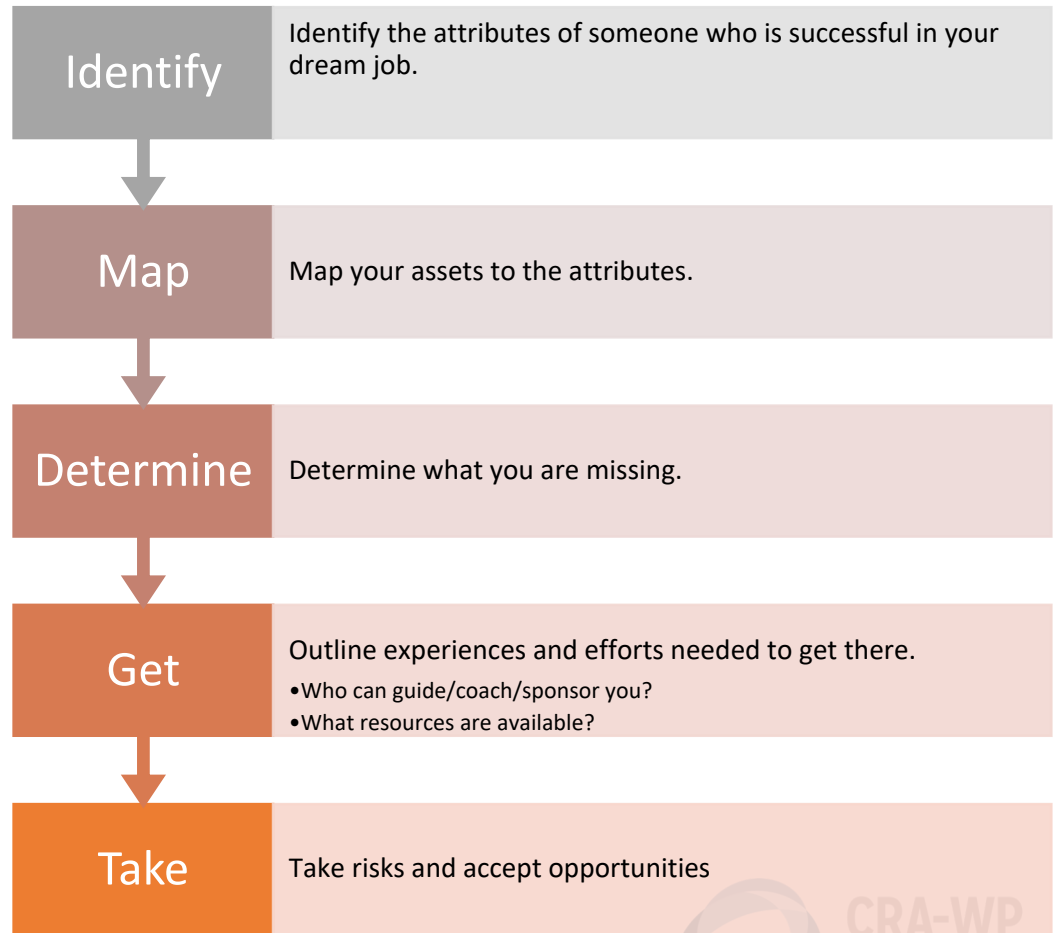 Identify
Identify the attributes of someone who is successful in your
dream job.
Map
Map your assets to the attributes.
Determine
Determine what you are missing.
Get
Outline experiences and efforts needed to get there.
•Who can guide/coach/sponsor you?
•What resources are available?
Take
Take risks and accept opportunities
CRA-WP